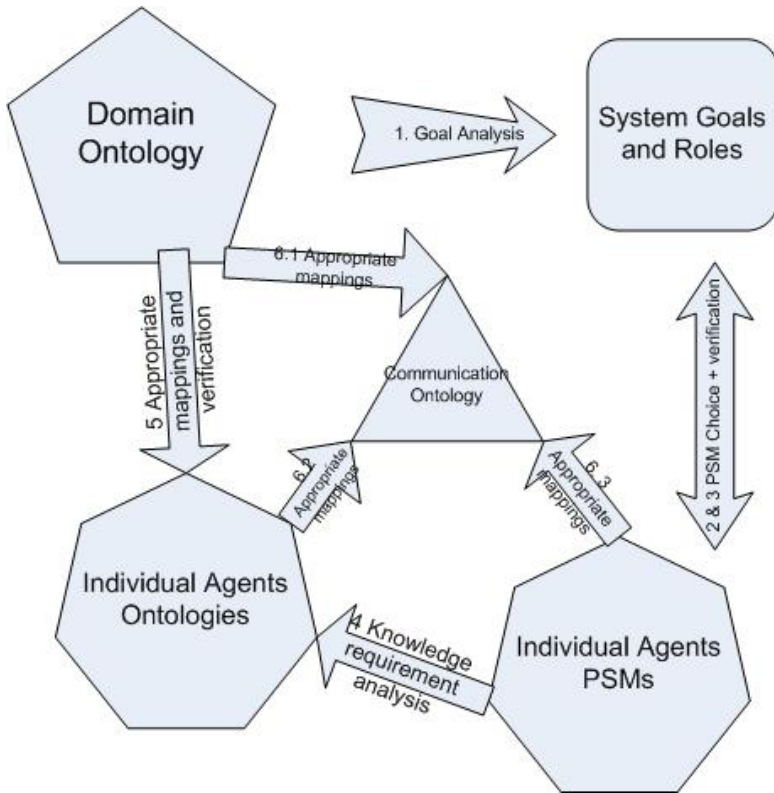 Domain
Ontology
1. Goal Analysis
System Goals
and Roles
6.1 Appropriate
mappings
5 Appropriate
mappings and
verification
Communication
Ontology
2 & 3 PSM Choice + verification
6.2
Appropriate
mappings
6.3
Appropriate
mappings
Individual Agents
Ontologies
4 Knowledge
requirement
analysis
Individual Agents
PSMs